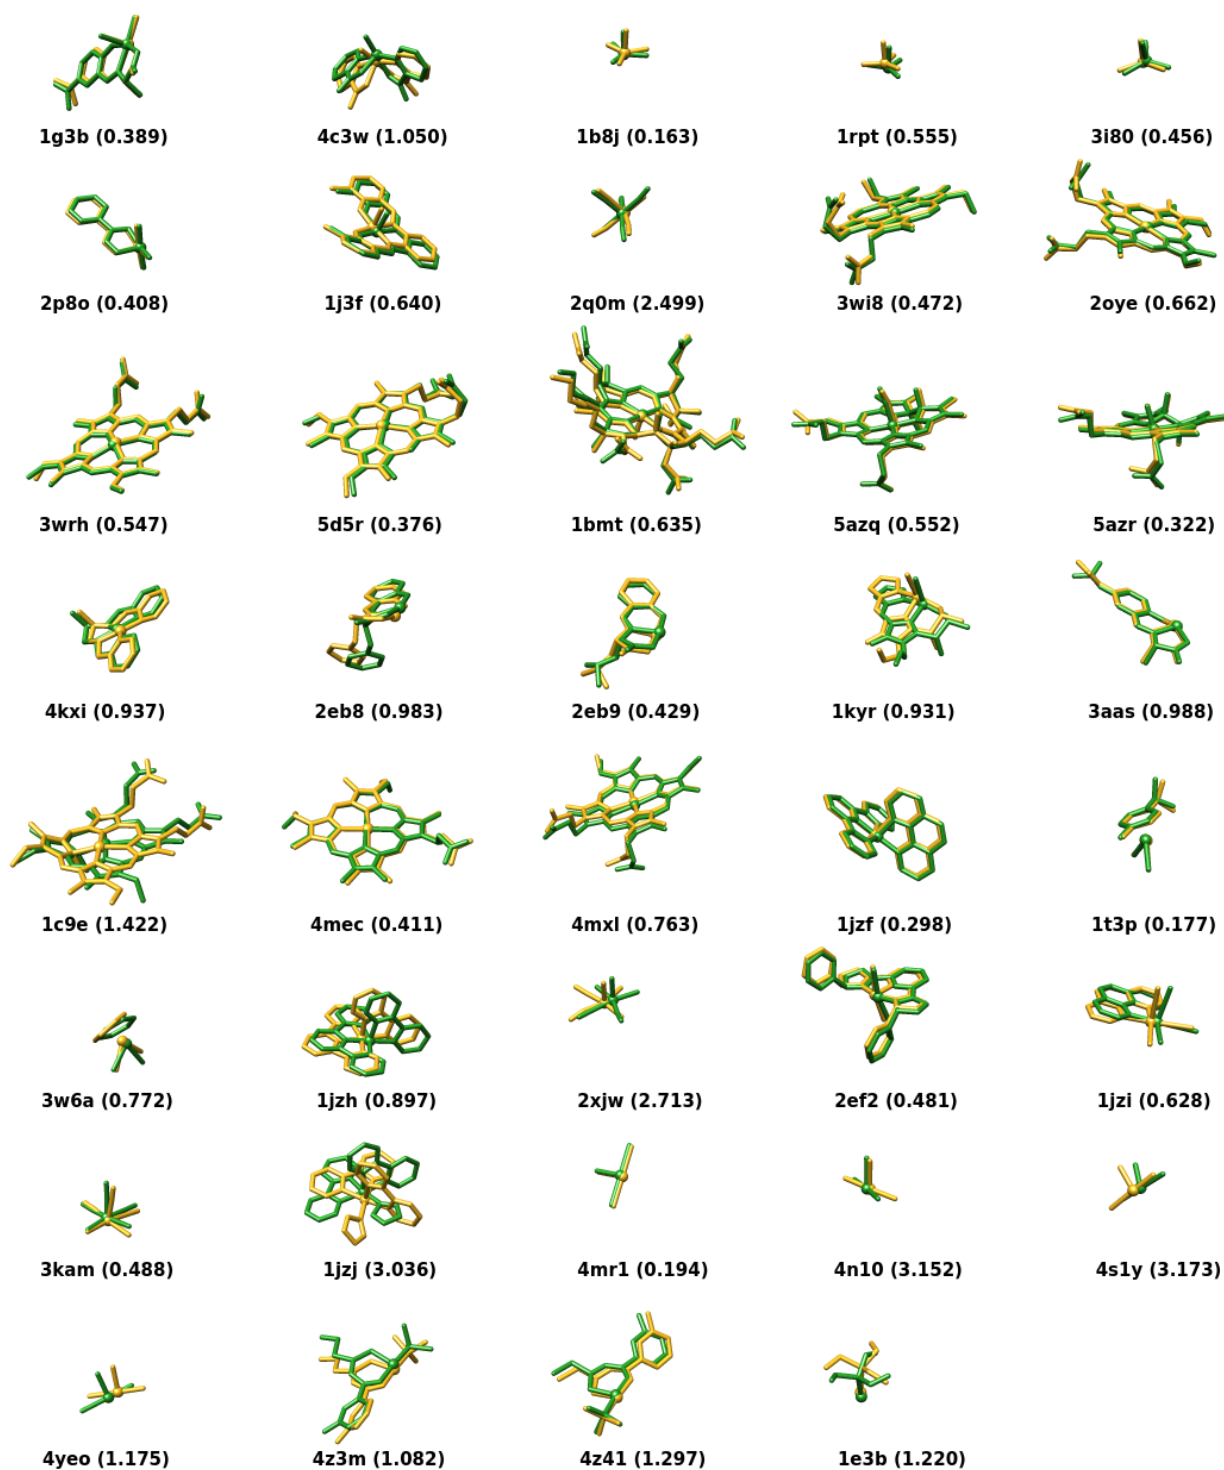 1g3b (0.389) 4c3w (1.050) 1b8j (0.163) 1rpt (0.555) 3i80 (0.456)
2p8o (0.408) 1j3f (0.640) 2q0m (2.499) 3wi8 (0.472) 2oye (0.662)
3wrh (0.547) 5d5r (0.376) 1bmt (0.635) 5azq (0.552) 5azr (0.322)
4kxi (0.937) 2eb8 (0.983) 2eb9 (0.429) 1kyr (0.931) 3aas (0.988)
1c9e (1.422) 4mec (0.411) 4mxl (0.763) 1jzf (0.298) 1t3p (0.177)
3w6a (0.772) 1jzh (0.897) 2xjw (2.713) 2ef2 (0.481) 1jzi (0.628)
3kam (0.488) 1jzj (3.036) 4mr1 (0.194) 4n10 (3.152) 4s1y (3.173)
4yeo (1.175) 4z3m (1.082) 4z41 (1.297) 1e3b (1.220)